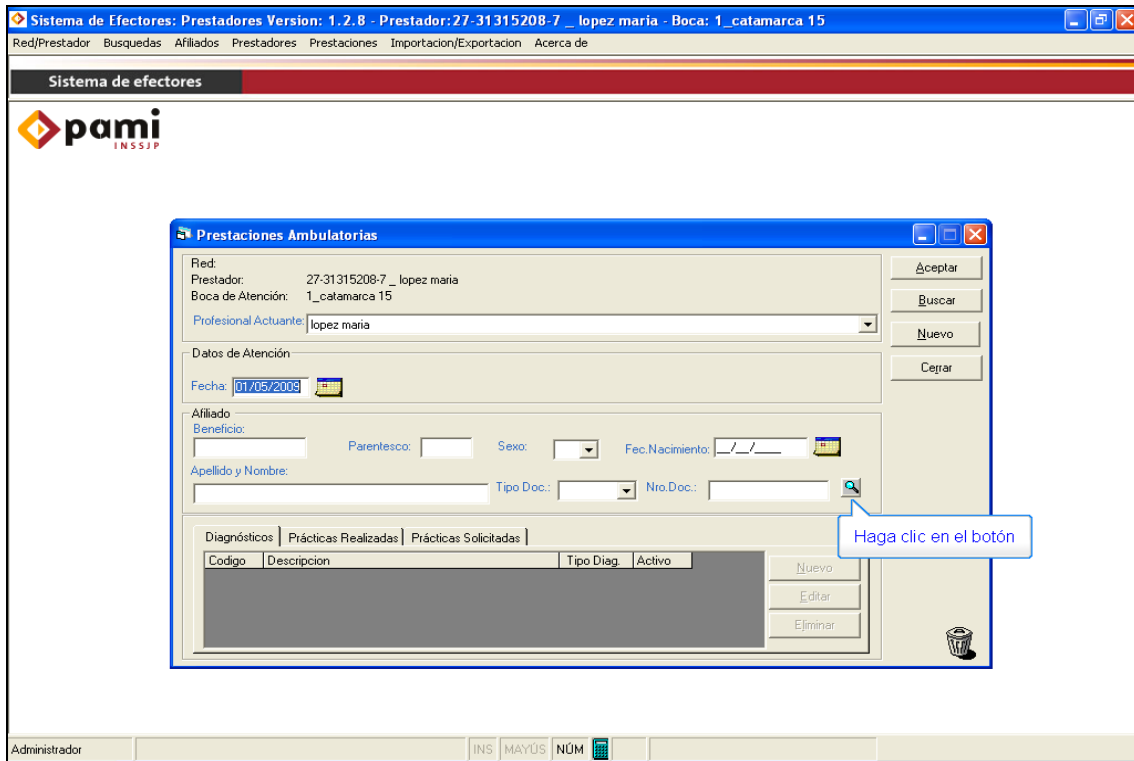 Sistema de Efectores: Prestadores Version: 1.2.8 - Prestador:27-31315208-7 _ lopez maria - Boca: 1_catamarca 15
Red/Prestador Busquedas Afiliados Prestadores Prestaciones Importacion/Exportacion Acerca de
Sistema de efectores
pami
INSSJP
Prestaciones Ambulatorias
Red:
Prestador: 27-31315208-7 _ lopez maria
Boca de Atención: 1_catamarca 15
Profesional Actuante: lopez maria
Aceptar
Buscar
Nuevo
Cerrar
Datos de Atención
Fecha: 01/05/2009
Afiliado
Beneficio:
Parentesco: Sexo: Fec.Nacimiento: __/__/____
Apellido y Nombre:
Tipo Doc.: Nro.Doc.:
Haga clic en el botón
Diagnósticos Prácticas Realizadas Prácticas Solicitadas
Codigo Descripcion Tipo Diag. Activo
Nuevo
Editar
Eliminar
Administrador INS MAYÚS NÚM